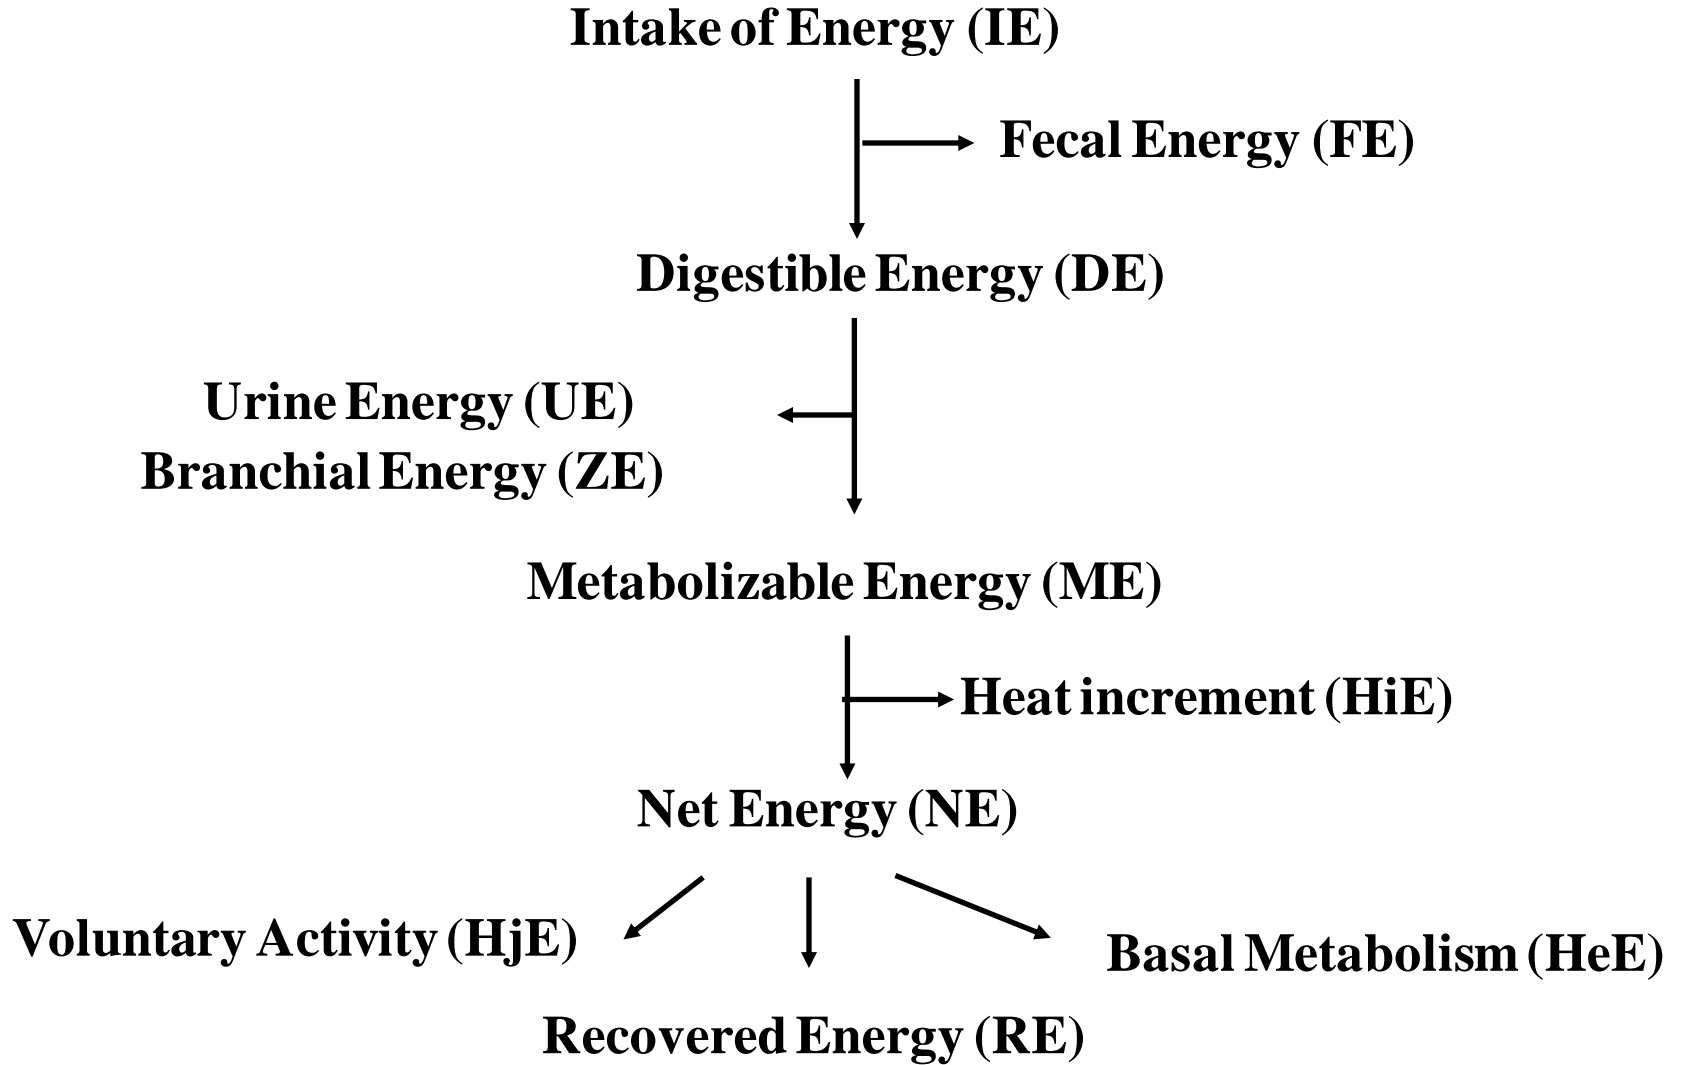 Intake of Energy (IE)
Fecal Energy (FE)
Digestible Energy (DE)
Urine Energy (UE)
Branchial Energy (ZE)
Metabolizable Energy (ME)
Heat increment (HiE)
Net Energy (NE)
Voluntary Activity (HjE)
Basal Metabolism (HeE)
Recovered Energy (RE)